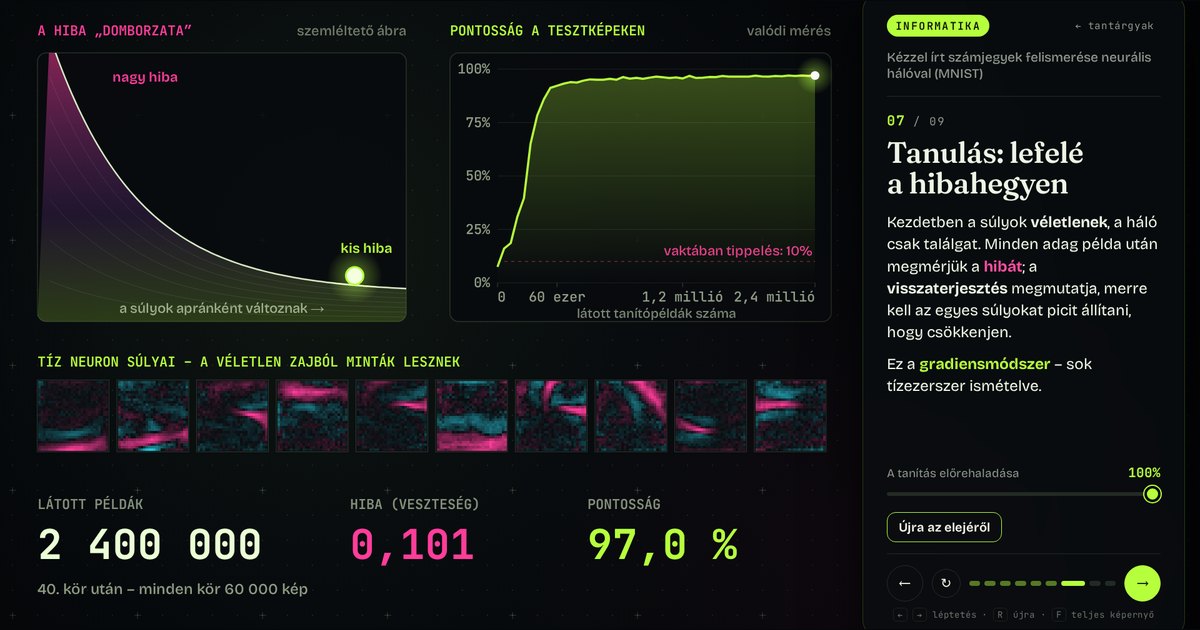 A HIBA „DOMBORZATA”
szemléltető ábra
nagy hiba
kis hiba
a súlyok apránként változnak →
PONTOSSÁG A TESZTKÉPEKEN
valódi mérés
100%
75%
50%
25%
0%
vaktában tippelés: 10%
0 60 ezer 1,2 millió 2,4 millió
látott tanítópéldák száma
TÍZ NEURON SÚLYAI – A VÉLETLEN ZAJBÓL MINTÁK LESZNEK
LÁTOTT PÉLDÁK
2 400 000
40. kör után – minden kör 60 000 kép
HIBA (VESZTESÉG)
0,101
PONTOSSÁG
97,0 %
INFORMATIKA
← tantárgyak
Kézzel írt számjegyek felismerése neurális
hálóval (MNIST)
07 / 09
Tanulás: lefelé
a hibahegyen
Kezdetben a súlyok véletlenek, a háló
csak találgat. Minden adag példa után
megmérjük a hibát; a
visszaterjesztés megmutatja, merre
kell az egyes súlyokat picit állítani,
hogy csökkenjen.
Ez a gradiensmódszer – sok
tízezerszer ismételve.
A tanítás előrehaladása
100%
Újra az elejéről
← ↻ →
← → léptetés · R újra · F teljes képernyő